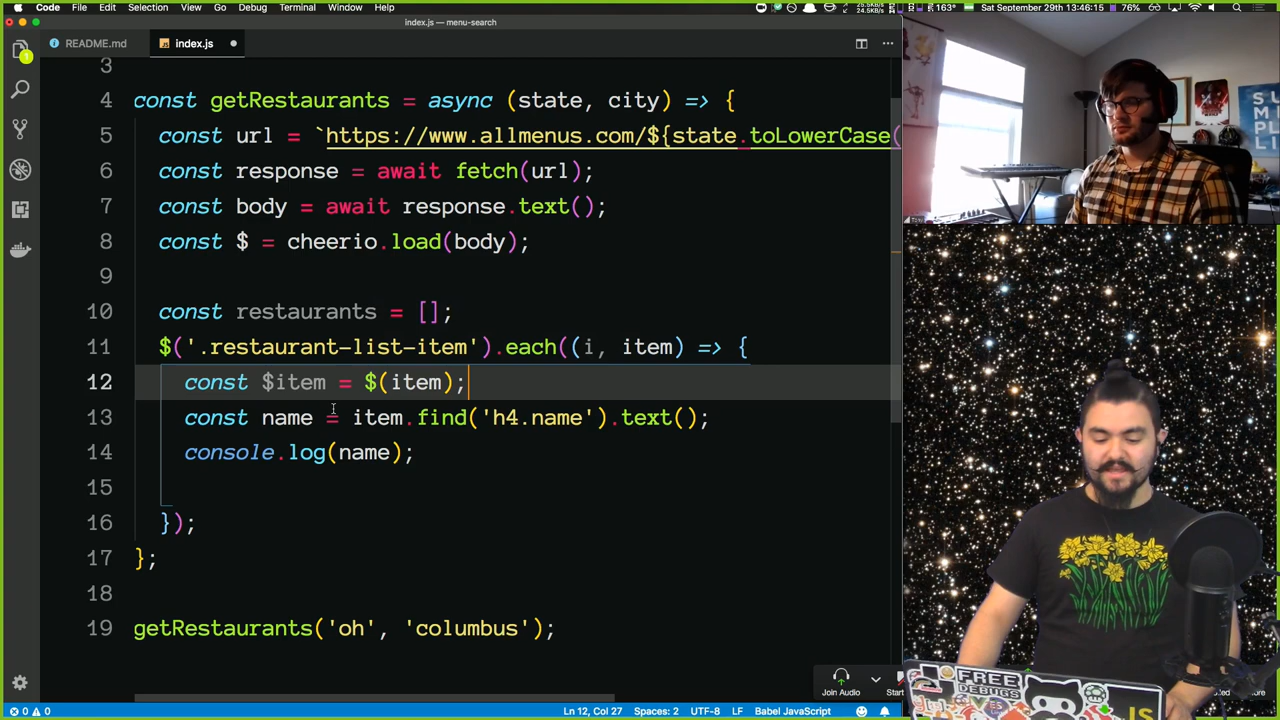 Code File Edit Selection View Go Debug Terminal Window Help
163° Sat September 29th 13:46:15 76%
index.js — menu-search
README.md
index.js
3
4 const getRestaurants = async (state, city) => {
5 const url = `https://www.allmenus.com/${state.toLowerCase(
6 const response = await fetch(url);
7 const body = await response.text();
8 const $ = cheerio.load(body);
9
10 const restaurants = [];
11 $('.restaurant-list-item').each((i, item) => {
12 const $item = $(item);
13 const name = item.find('h4.name').text();
14 console.log(name);
15
16 });
17 };
18
19 getRestaurants('oh', 'columbus');
Join Audio
0 0
Ln 12, Col 27 Spaces: 2 UTF-8 LF Babel JavaScript
FREE
DEBUGS
JS